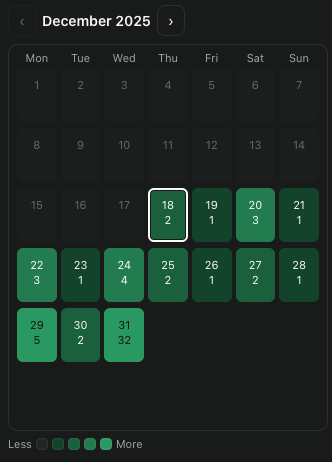 ‹ December 2025 ›
Mon Tue Wed Thu Fri Sat Sun
1 2 3 4 5 6 7
8 9 10 11 12 13 14
15 16 17 18 19 20 21
2 1 3 1
22 23 24 25 26 27 28
3 1 4 2 1 2 1
29 30 31
5 2 32
Less More